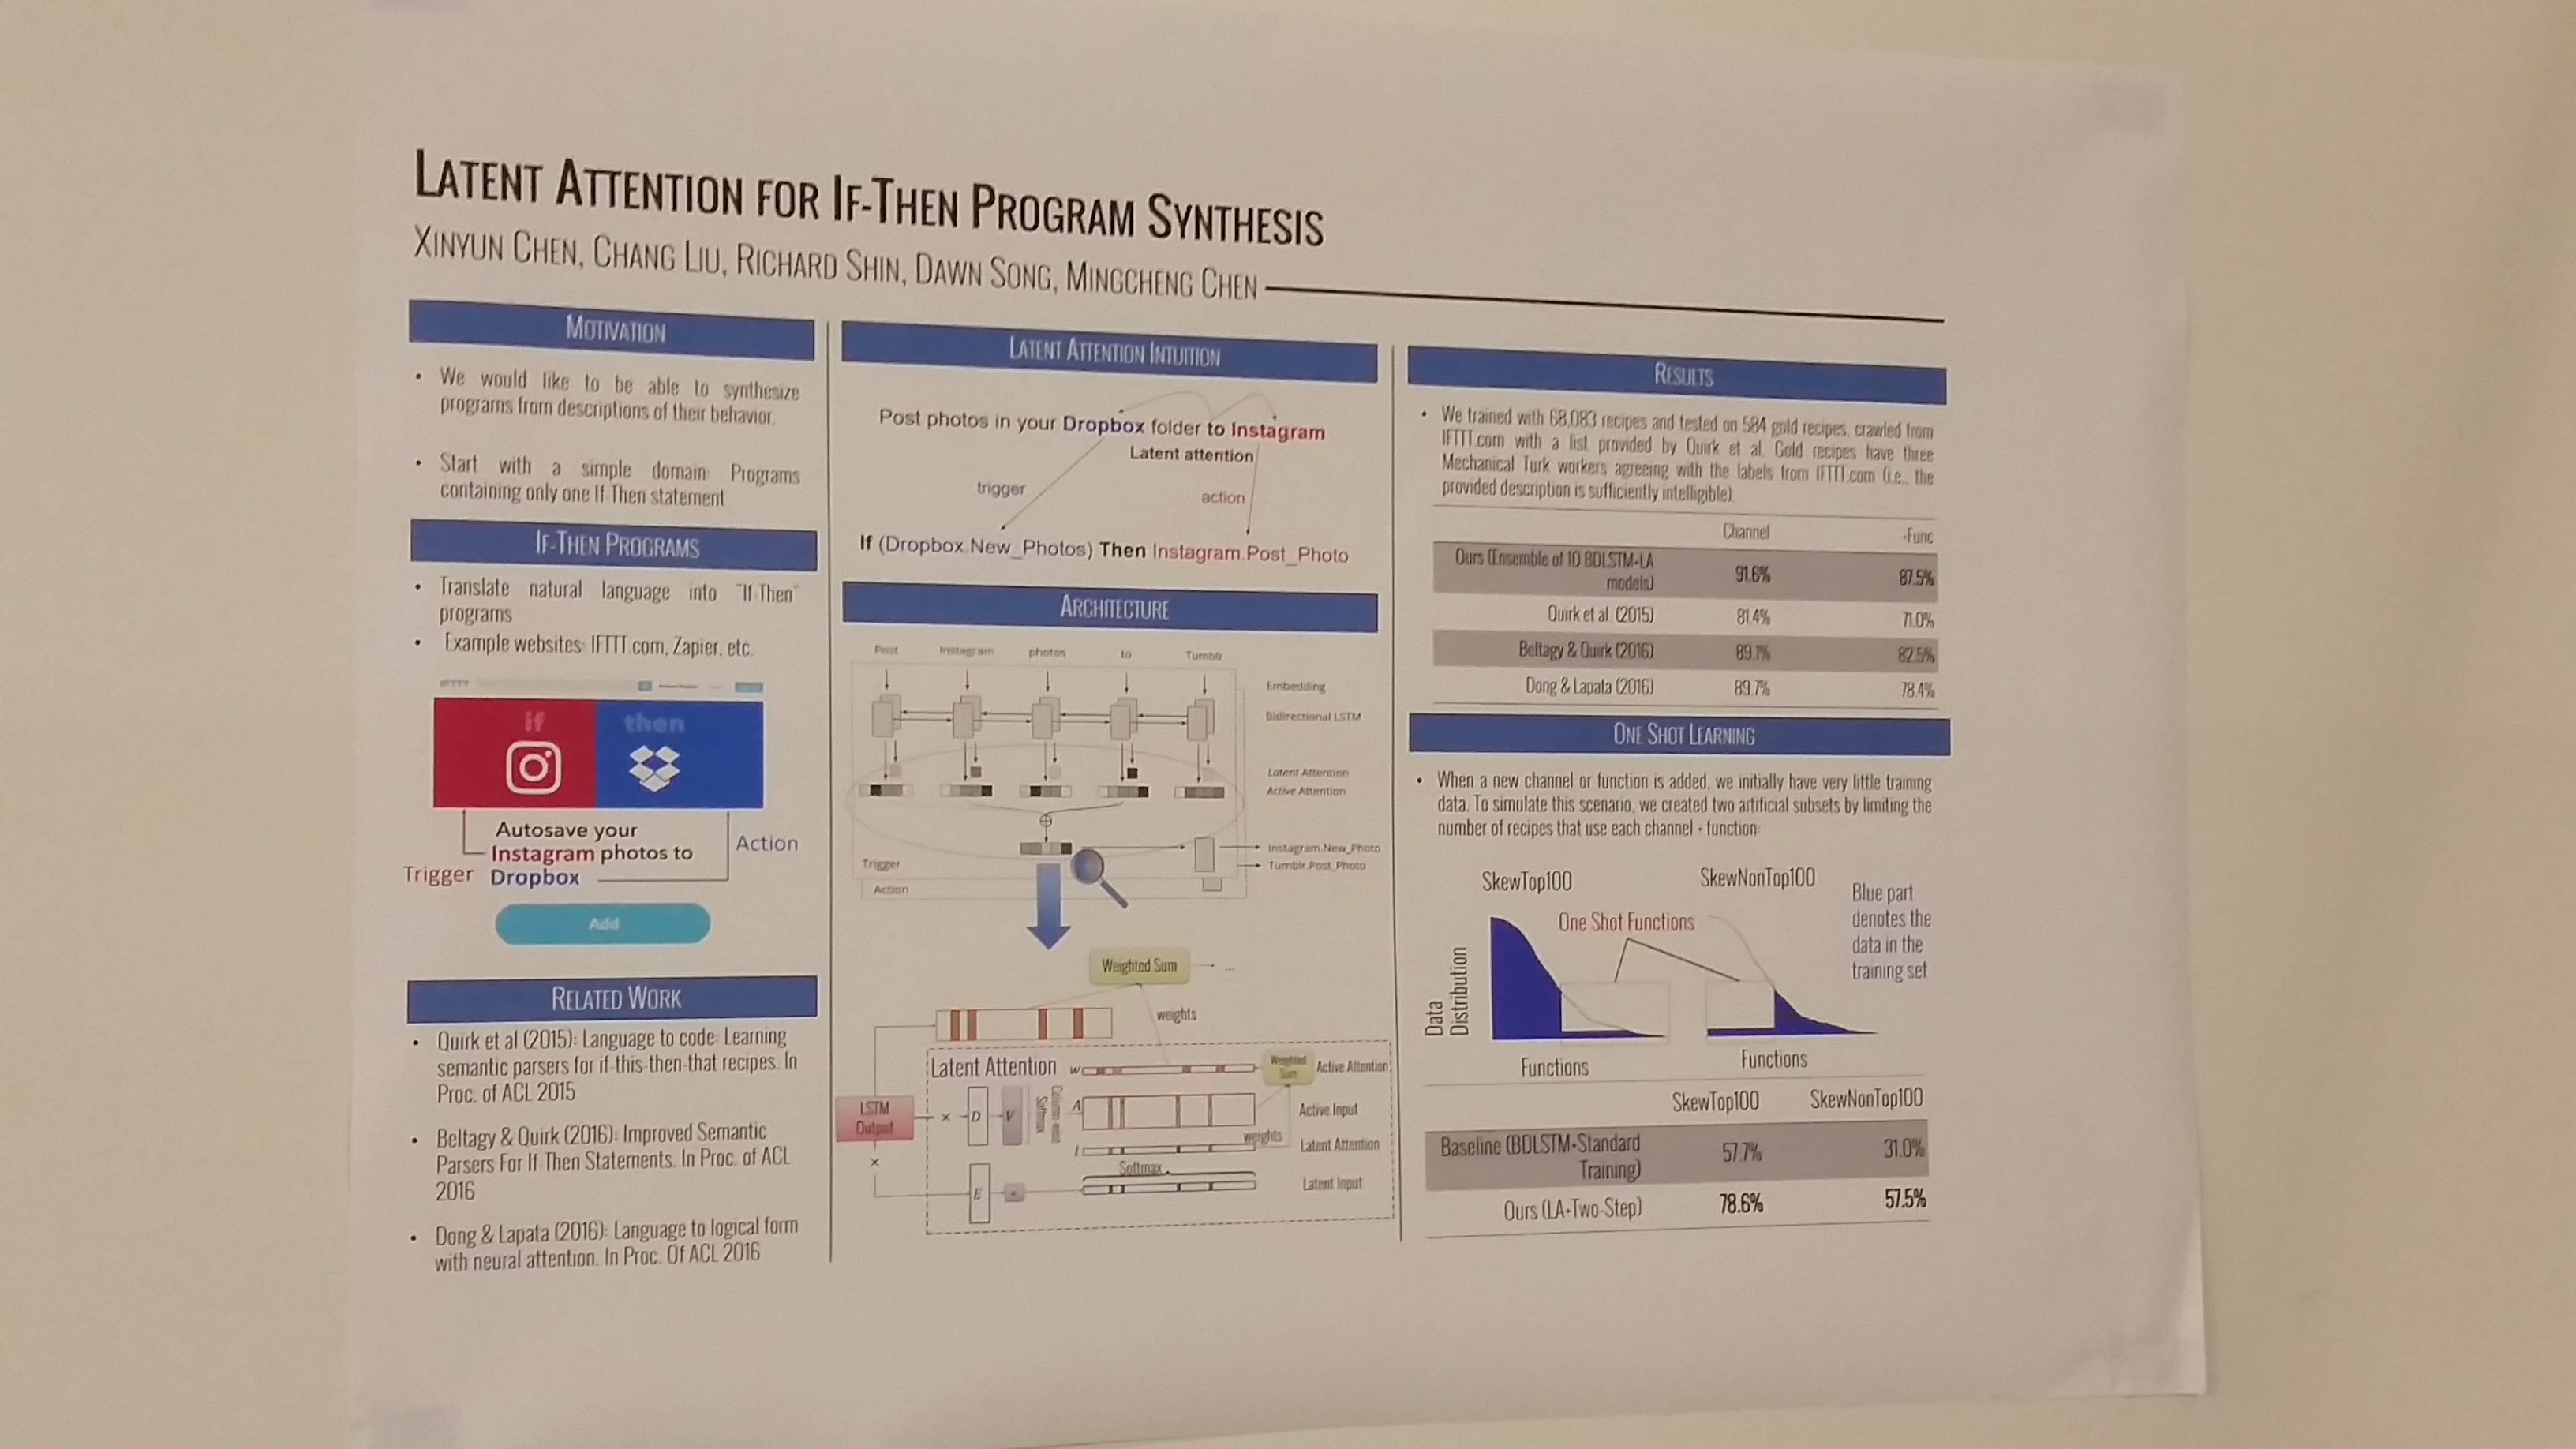 LATENT ATTENTION FOR IF-THEN PROGRAM SYNTHESIS
XINYUN CHEN, CHANG LIU, RICHARD SHIN, DAWN SONG, MINGCHENG CHEN
MOTIVATION
• We would like to be able to synthesize
programs from descriptions of their behavior.
• Start with a simple domain: Programs
containing only one If-Then statement
IF-THEN PROGRAMS
• Translate natural language into "If-Then"
programs
• Example websites: IFTTT.com, Zapier, etc.
if then
Autosave your
Instagram photos to
Dropbox
Trigger
Action
Add
RELATED WORK
• Quirk et al (2015): Language to code: Learning
semantic parsers for if-this-then-that recipes. In
Proc. of ACL 2015
• Beltagy & Quirk (2016): Improved Semantic
Parsers For If Then Statements. In Proc. of ACL
2016
• Dong & Lapata (2016): Language to logical form
with neural attention. In Proc. Of ACL 2016
LATENT ATTENTION INTUITION
Post photos in your Dropbox folder to Instagram
Latent attention
trigger
action
If (Dropbox.New_Photos) Then Instagram.Post_Photo
ARCHITECTURE
Post Instagram photos to Tumblr
Embedding
Bidirectional LSTM
Latent Attention
Active Attention
Instagram.New_Photo
Trigger
Tumblr.Post_Photo
Action
Weighted Sum ...
weights
Latent Attention
w
Weighted
Sum
Active Attention
LSTM
Output
× D V
Column-wise
Softmax
A
Active Input
weights
l
Latent Attention
×
Softmax
E
Latent Input
RESULTS
• We trained with 68,083 recipes and tested on 584 gold recipes, crawled from
IFTTT.com with a list provided by Quirk et al. Gold recipes have three
Mechanical Turk workers agreeing with the labels from IFTTT.com (i.e., the
provided description is sufficiently intelligible).
Channel +Func
Ours (Ensemble of 10 BDLSTM+LA
models) 91.6% 87.5%
Quirk et al. (2015) 81.4% 71.0%
Beltagy & Quirk (2016) 89.1% 82.5%
Dong & Lapata (2016) 89.7% 78.4%
ONE SHOT LEARNING
• When a new channel or function is added, we initially have very little training
data. To simulate this scenario, we created two artificial subsets by limiting the
number of recipes that use each channel + function:
SkewTop100 SkewNonTop100
One Shot Functions
Blue part
denotes the
data in the
training set
Data
Distribution
Functions Functions
SkewTop100 SkewNonTop100
Baseline (BDLSTM+Standard
Training) 57.7% 31.0%
Ours (LA+Two-Step) 78.6% 57.5%